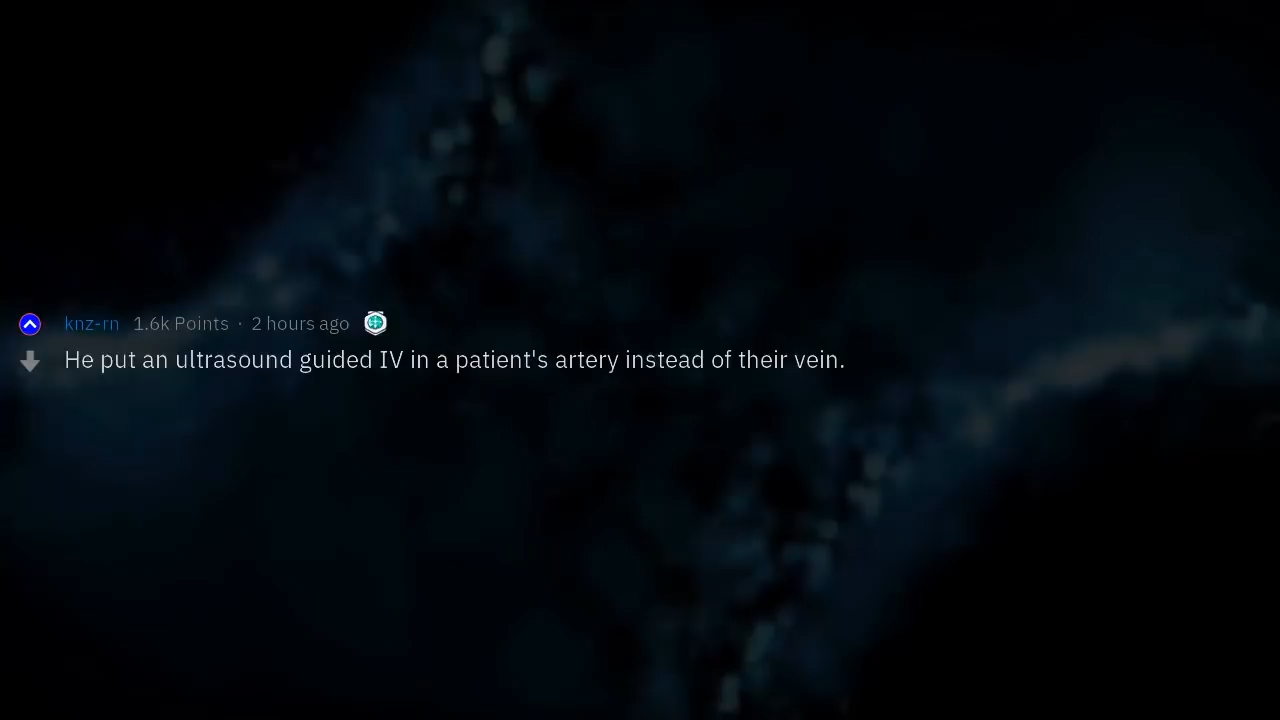 knz-rn 1.6k Points · 2 hours ago
He put an ultrasound guided IV in a patient's artery instead of their vein.